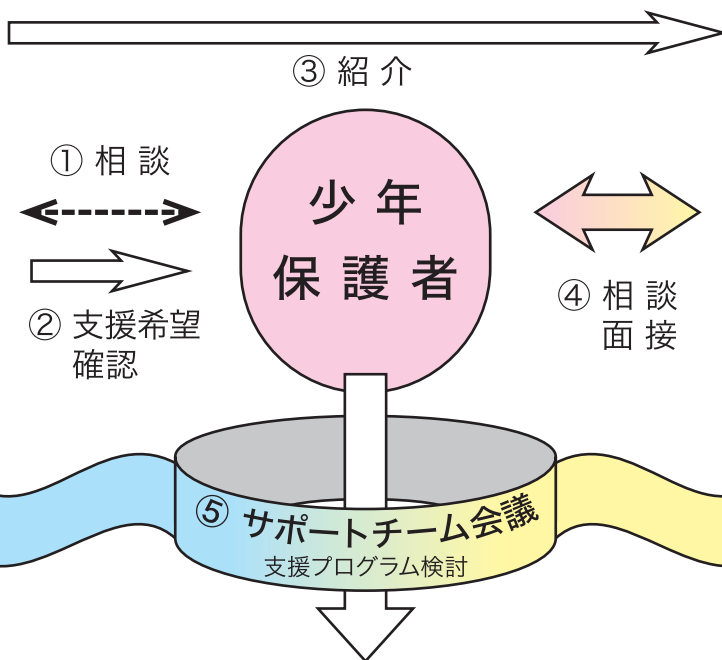 ③ 紹 介
① 相 談
少 年
保 護 者
② 支援希望
確認
④ 相 談
面 接
⑤ サポートチーム会議
支援プログラム検討